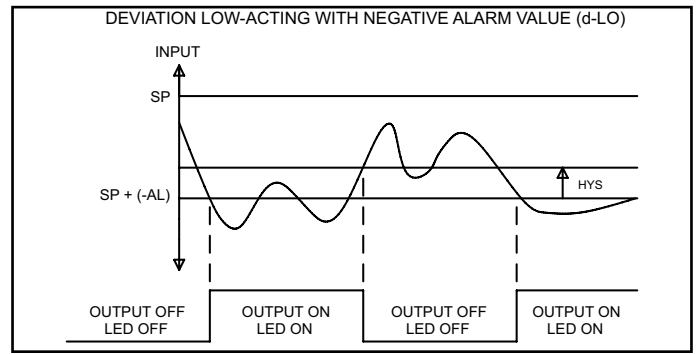 DEVIATION LOW-ACTING WITH NEGATIVE ALARM VALUE (d-LO)
INPUT
SP
SP + (-AL)
HYS
OUTPUT OFF
LED OFF
OUTPUT ON
LED ON
OUTPUT OFF
LED OFF
OUTPUT ON
LED ON